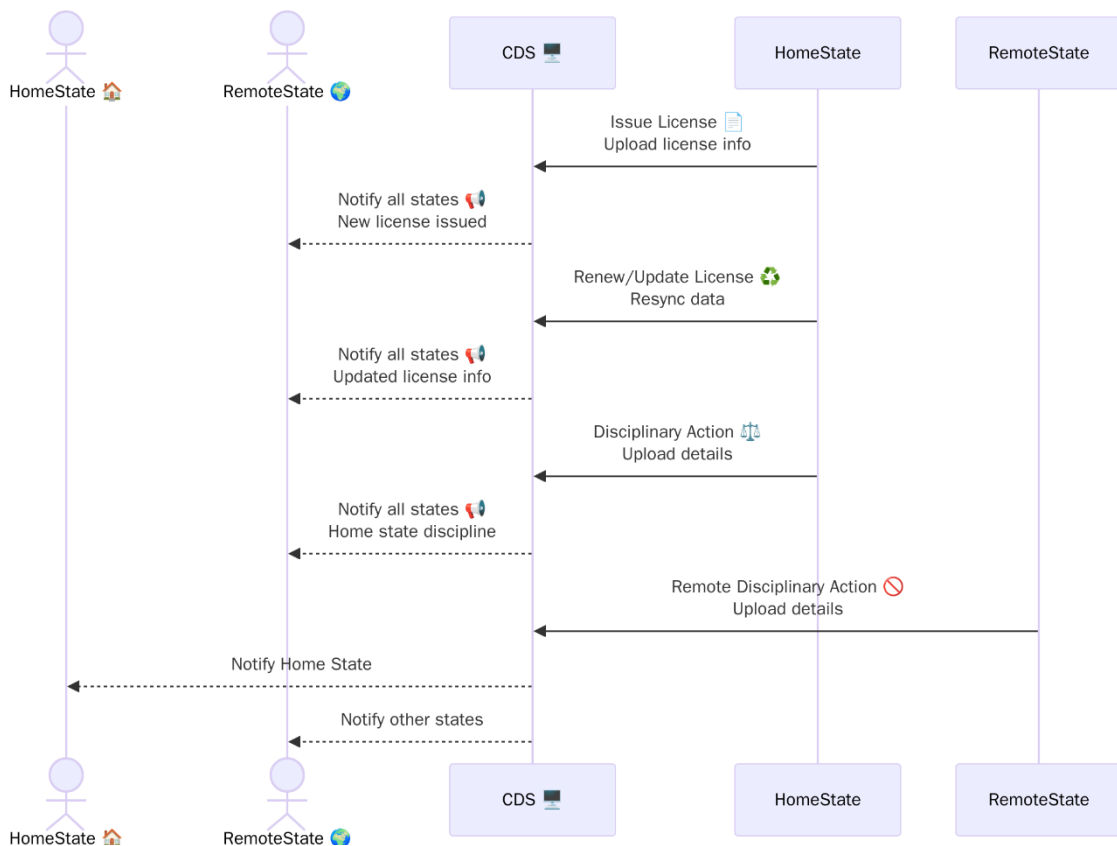 HomeState 🏠
RemoteState 🌍
CDS 🖥️
HomeState
RemoteState
Issue License 📄
Upload license info
Notify all states 📢
New license issued
Renew/Update License ♻️
Resync data
Notify all states 📢
Updated license info
Disciplinary Action ⚖️
Upload details
Notify all states 📢
Home state discipline
Remote Disciplinary Action 🚫
Upload details
Notify Home State
Notify other states
HomeState 🏠
RemoteState 🌍
CDS 🖥️
HomeState
RemoteState